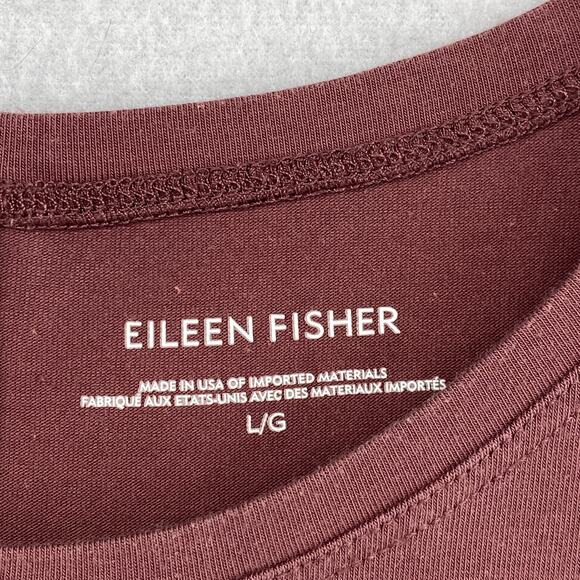 EILEEN FISHER
MADE IN USA OF IMPORTED MATERIALS
FABRIQUÉ AUX ETATS-UNIS AVEC DES MATERIAUX IMPORTÉS
L/G